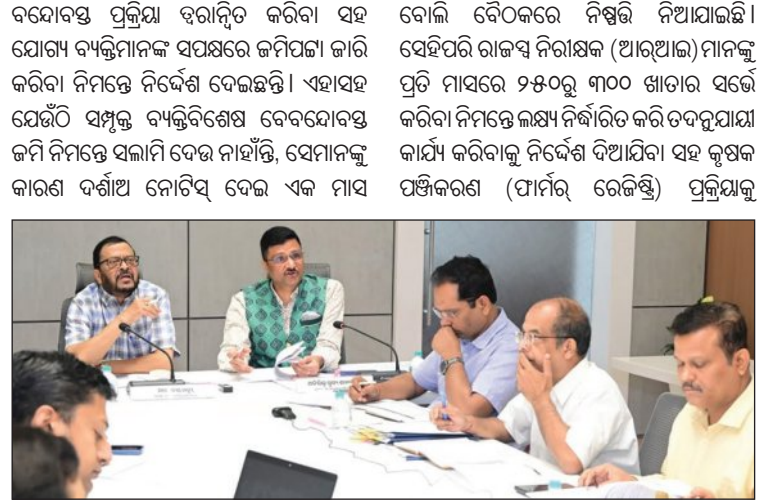 ବନ୍ଦୋବସ୍ତ ପ୍ରକ୍ରିୟା ତ୍ୱରାନ୍ୱିତ କରିବା ସହ
ଯୋଗ୍ୟ ବ୍ୟକ୍ତିମାନଙ୍କ ସପକ୍ଷରେ ଜମିପଟ୍ଟା ଜାରି
କରିବା ନିମନ୍ତେ ନିର୍ଦ୍ଦେଶ ଦେଇଛନ୍ତି। ଏହାସହ
ଯେଉଁଠି ସମ୍ପୃକ୍ତ ବ୍ୟକ୍ତିବିଶେଷ ବେବନ୍ଦୋବସ୍ତ
ଜମି ନିମନ୍ତେ ସଲାମି ଦେଉ ନାହାଁନ୍ତି, ସେମାନଙ୍କୁ
କାରଣ ଦର୍ଶାଅ ନୋଟିସ୍ ଦେଇ ଏକ ମାସ
ବୋଲି ବୈଠକରେ ନିଷ୍ପତ୍ତି ନିଆଯାଇଛି।
ସେହିପରି ରାଜସ୍ୱ ନିରୀକ୍ଷକ (ଆର୍‌ଆଇ)ମାନଙ୍କୁ
ପ୍ରତି ମାସରେ ୨୫୦ରୁ ୩୦୦ ଖାତାର ସର୍ଭେ
କରିବା ନିମନ୍ତେ ଲକ୍ଷ୍ୟ ନିର୍ଦ୍ଧାରିତ କରି ତଦନୁଯାୟୀ
କାର୍ଯ୍ୟ କରିବାକୁ ନିର୍ଦ୍ଦେଶ ଦିଆଯିବା ସହ କୃଷକ
ପଞ୍ଜିକରଣ (ଫାର୍ମର୍ ରେଜିଷ୍ଟ୍ରି) ପ୍ରକ୍ରିୟାକୁ